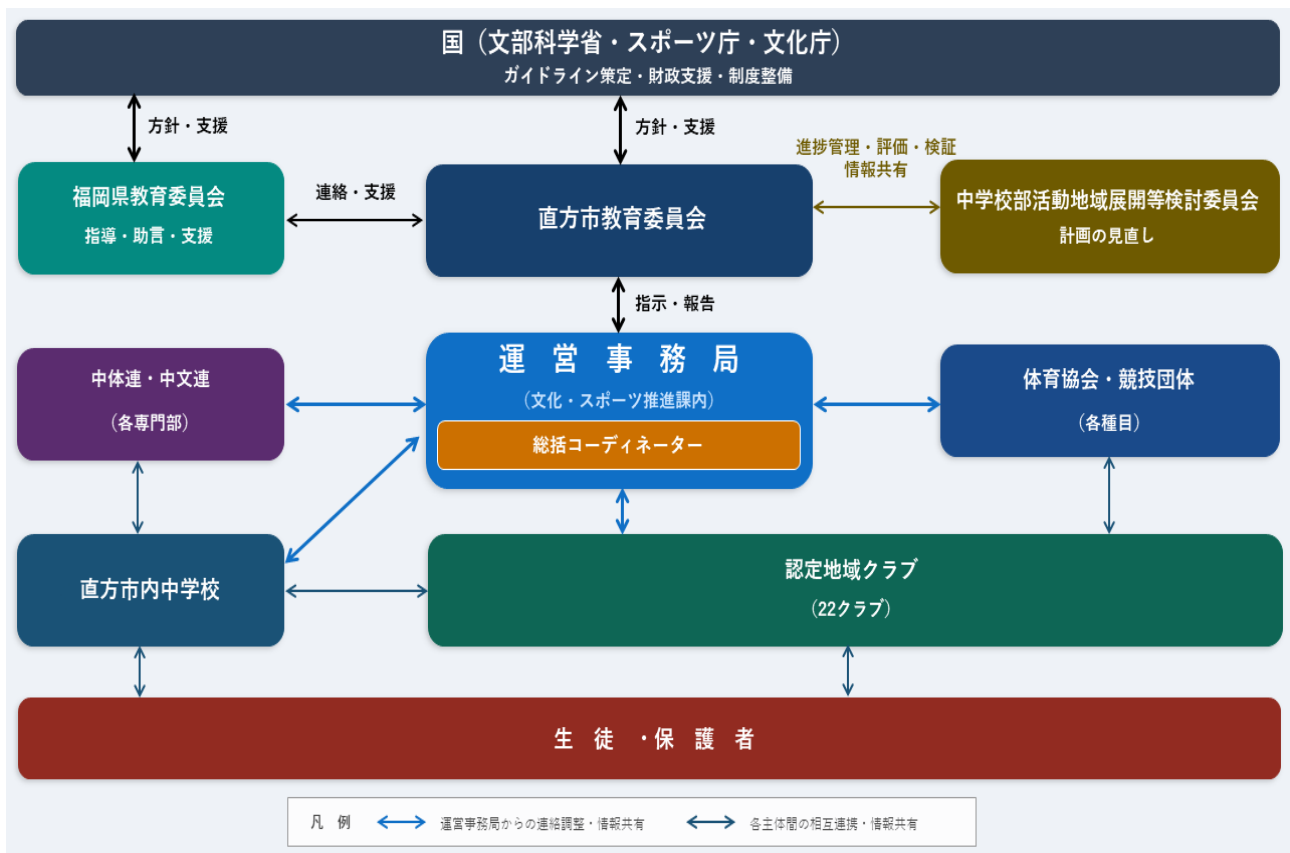 国（文部科学省・スポーツ庁・文化庁）
ガイドライン策定・財政支援・制度整備
方針・支援
方針・支援
進捗管理・評価・検証
情報共有
福岡県教育委員会
指導・助言・支援
連絡・支援
直方市教育委員会
中学校部活動地域展開等検討委員会
計画の見直し
指示・報告
中体連・中文連
（各専門部）
運営事務局
（文化・スポーツ推進課内）
総括コーディネーター
体育協会・競技団体
（各種目）
直方市内中学校
認定地域クラブ
（22クラブ）
生徒・保護者
凡例
運営事務局からの連絡調整・情報共有
各主体間の相互連携・情報共有